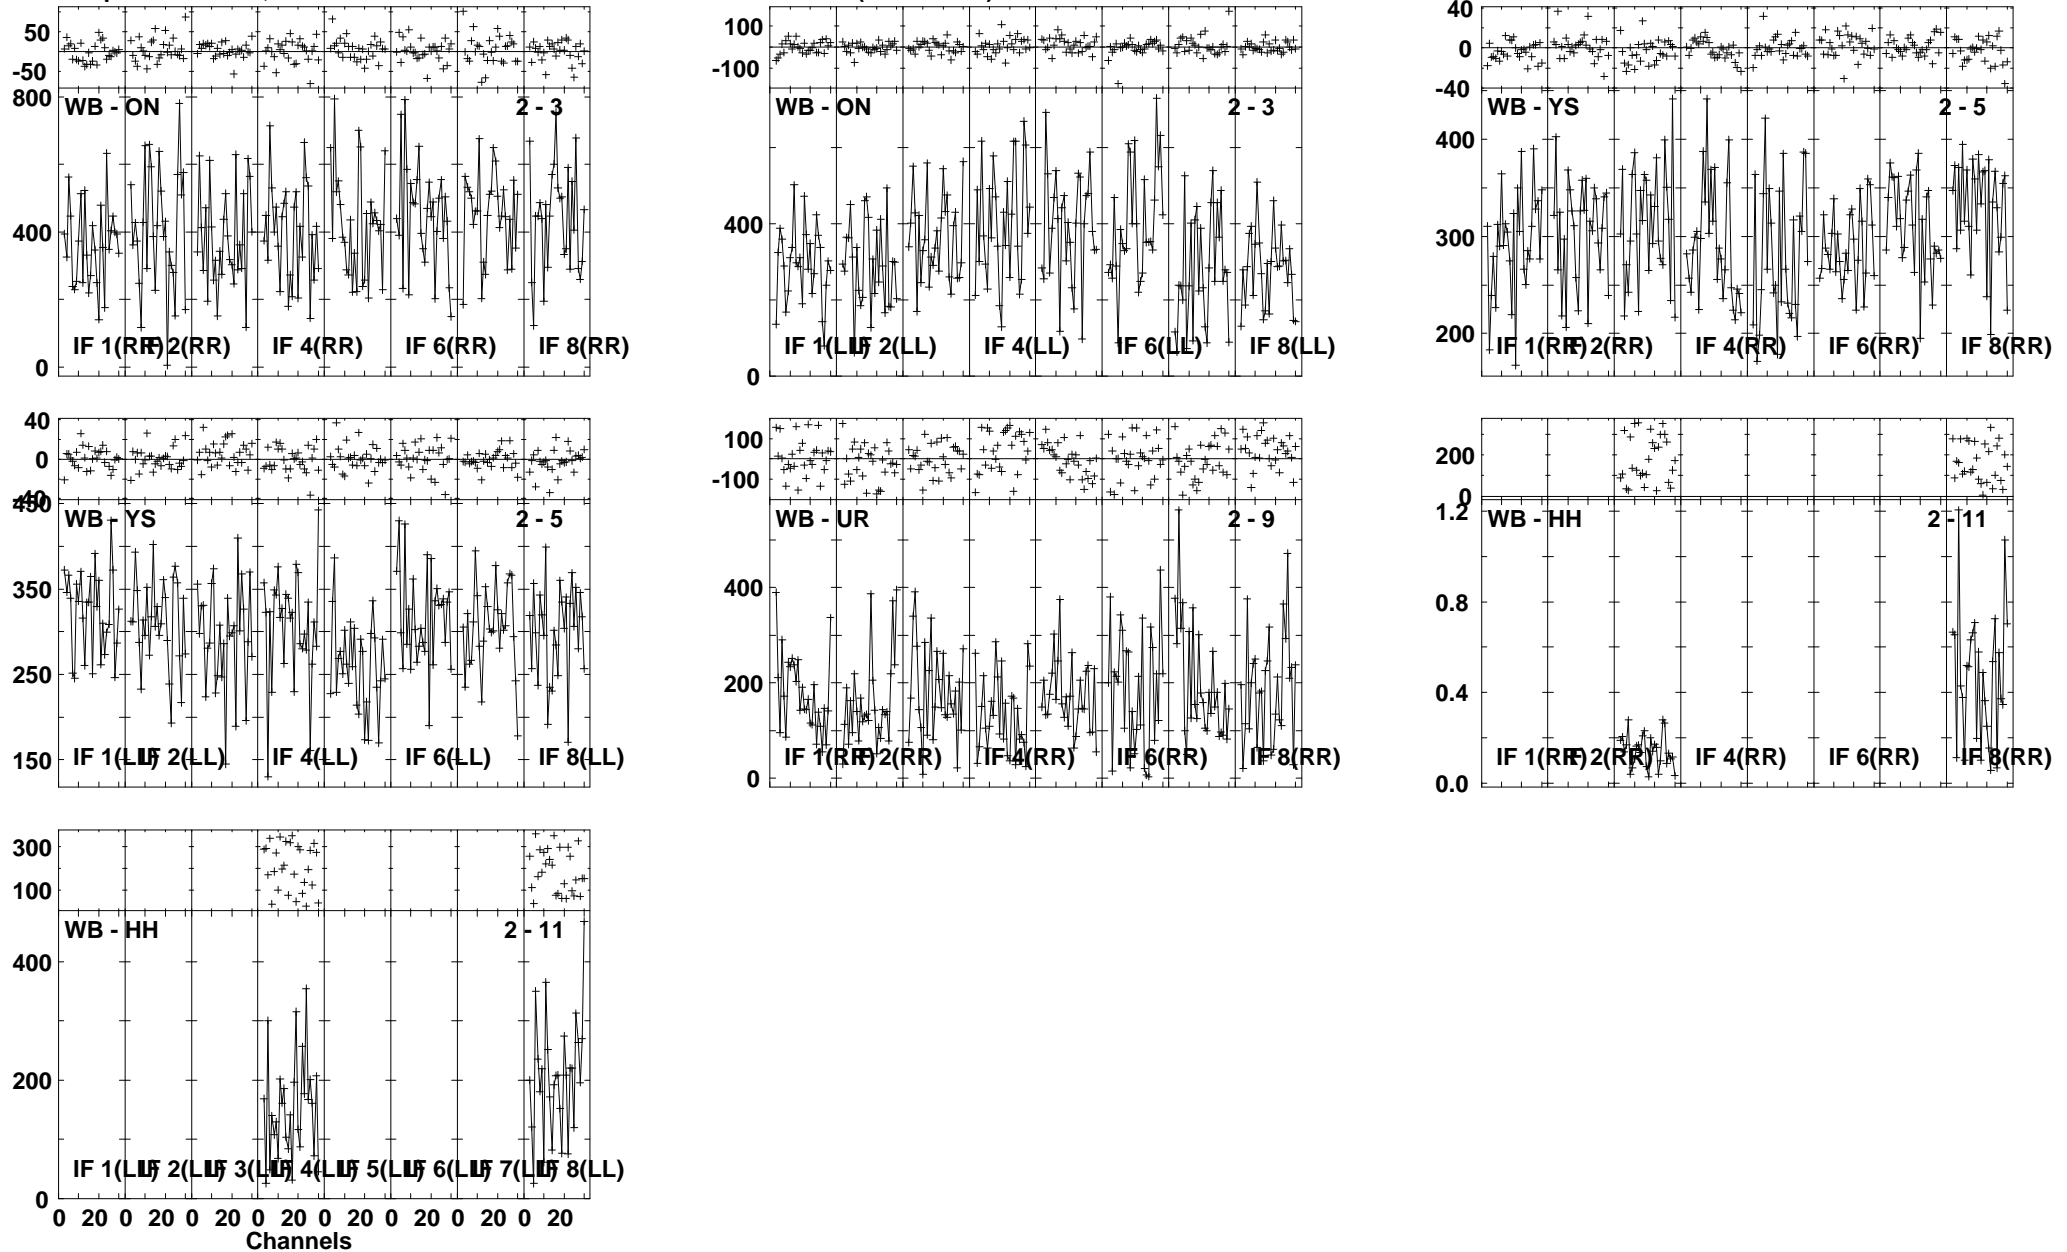 50
-50
800
400
0
WB - ON
2 - 3
IF 1(RR)
IF 2(RR)
IF 4(RR)
IF 6(RR)
IF 8(RR)
100
-100
400
0
WB - ON
2 - 3
IF 1(LL)
IF 2(LL)
IF 4(LL)
IF 6(LL)
IF 8(LL)
40
0
-40
400
300
200
WB - YS
2 - 5
IF 1(RR)
IF 2(RR)
IF 4(RR)
IF 6(RR)
IF 8(RR)
40
0
-40
450
350
250
150
WB - YS
2 - 5
IF 1(LL)
IF 2(LL)
IF 4(LL)
IF 6(LL)
IF 8(LL)
100
-100
400
200
0
WB - UR
2 - 9
IF 1(RR)
IF 2(RR)
IF 4(RR)
IF 6(RR)
IF 8(RR)
200
0
1.2
0.8
0.4
0.0
WB - HH
2 - 11
IF 1(RR)
IF 2(RR)
IF 4(RR)
IF 6(RR)
IF 8(RR)
300
100
400
200
0
WB - HH
2 - 11
IF 1(LL)
IF 2(LL)
IF 3(LL)
IF 4(LL)
IF 5(LL)
IF 6(LL)
IF 7(LL)
IF 8(LL)
0 20 0 20 0 20 0 20 0 20 0 20 0 20 0 20
Channels